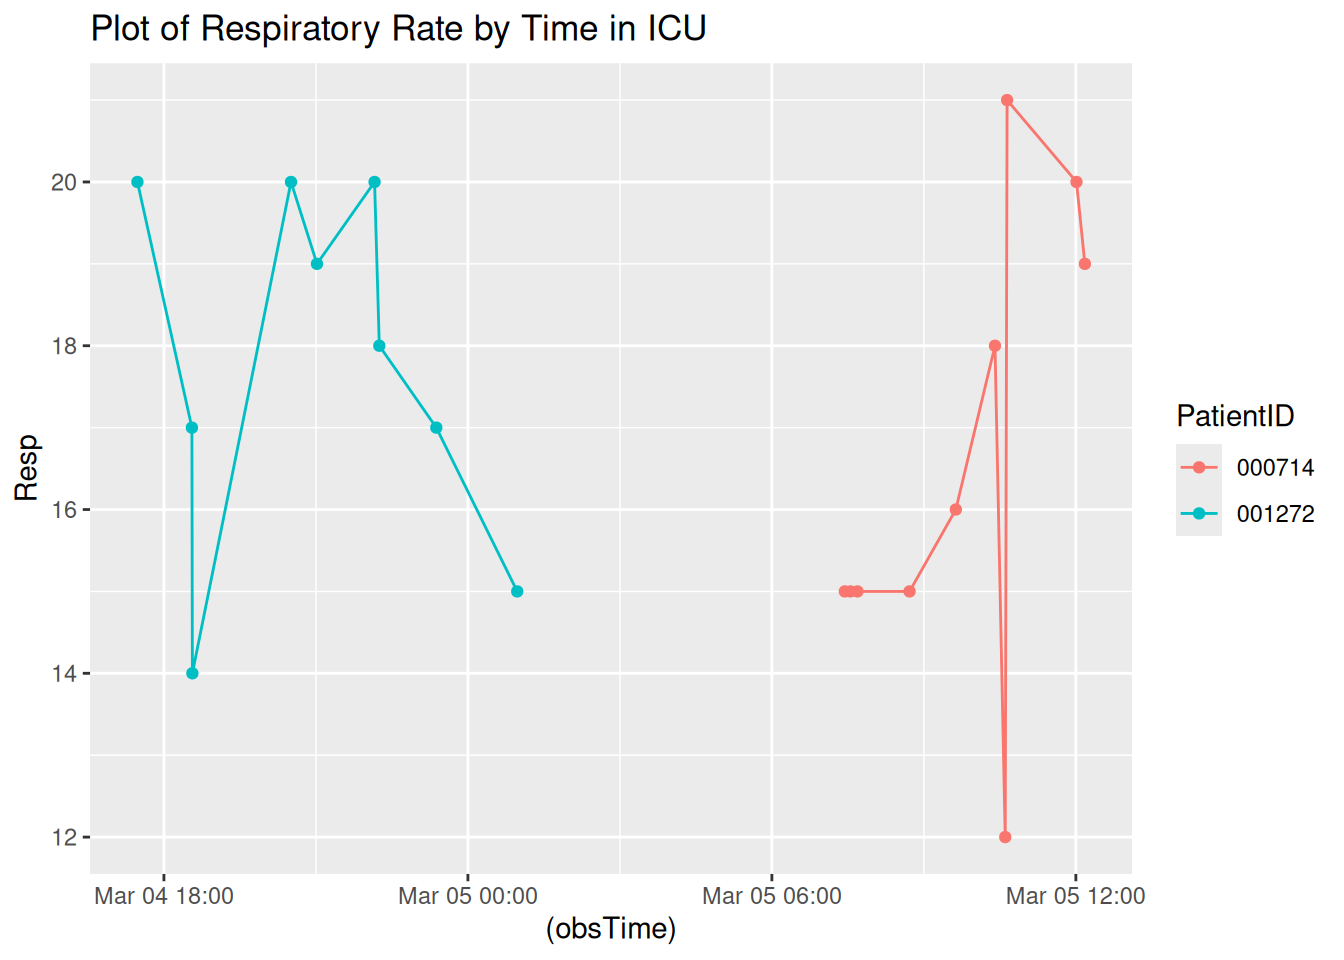 Plot of Respiratory Rate by Time in ICU
Resp
20
18
16
14
12
Mar 04 18:00
Mar 05 00:00
Mar 05 06:00
Mar 05 12:00
(obsTime)
PatientID
000714
001272